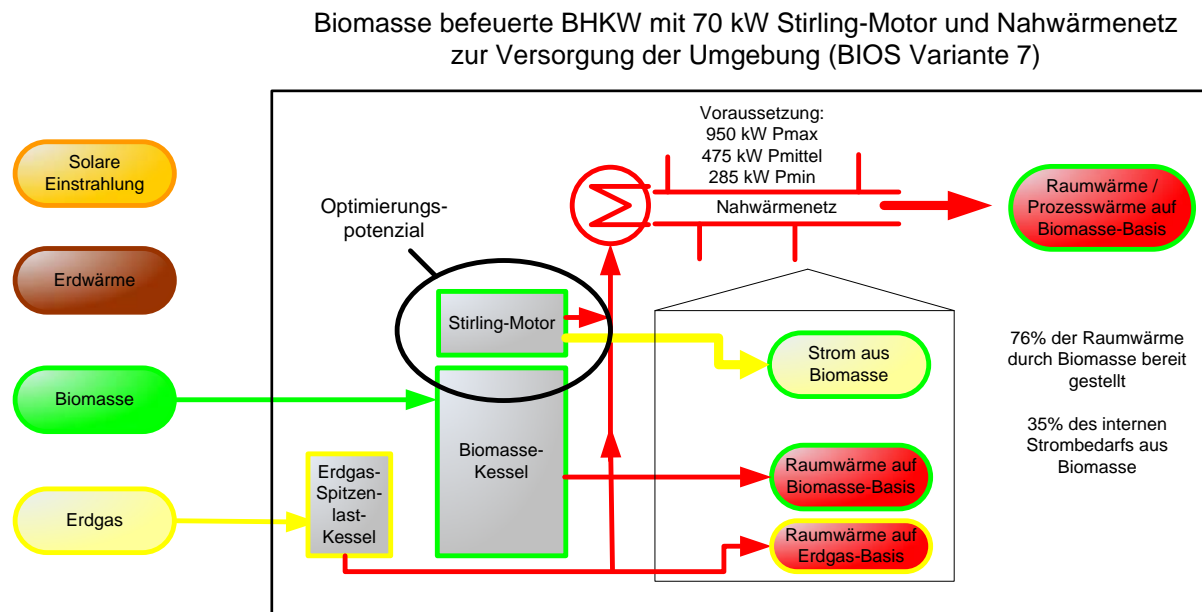 Biomasse befeuerte BHKW mit 70 kW Stirling-Motor und Nahwärmenetz
zur Versorgung der Umgebung (BIOS Variante 7)
Solare
Einstrahlung
Erdwärme
Biomasse
Erdgas
Optimierungs-
potenzial
Voraussetzung:
950 kW Pmax
475 kW Pmittel
285 kW Pmin
Nahwärmenetz
Raumwärme /
Prozesswärme auf
Biomasse-Basis
Stirling-Motor
Strom aus
Biomasse
76% der Raumwärme
durch Biomasse bereit
gestellt
35% des internen
Strombedarfs aus
Biomasse
Biomasse-
Kessel
Erdgas-
Spitzen-
last-
Kessel
Raumwärme auf
Biomasse-Basis
Raumwärme auf
Erdgas-Basis